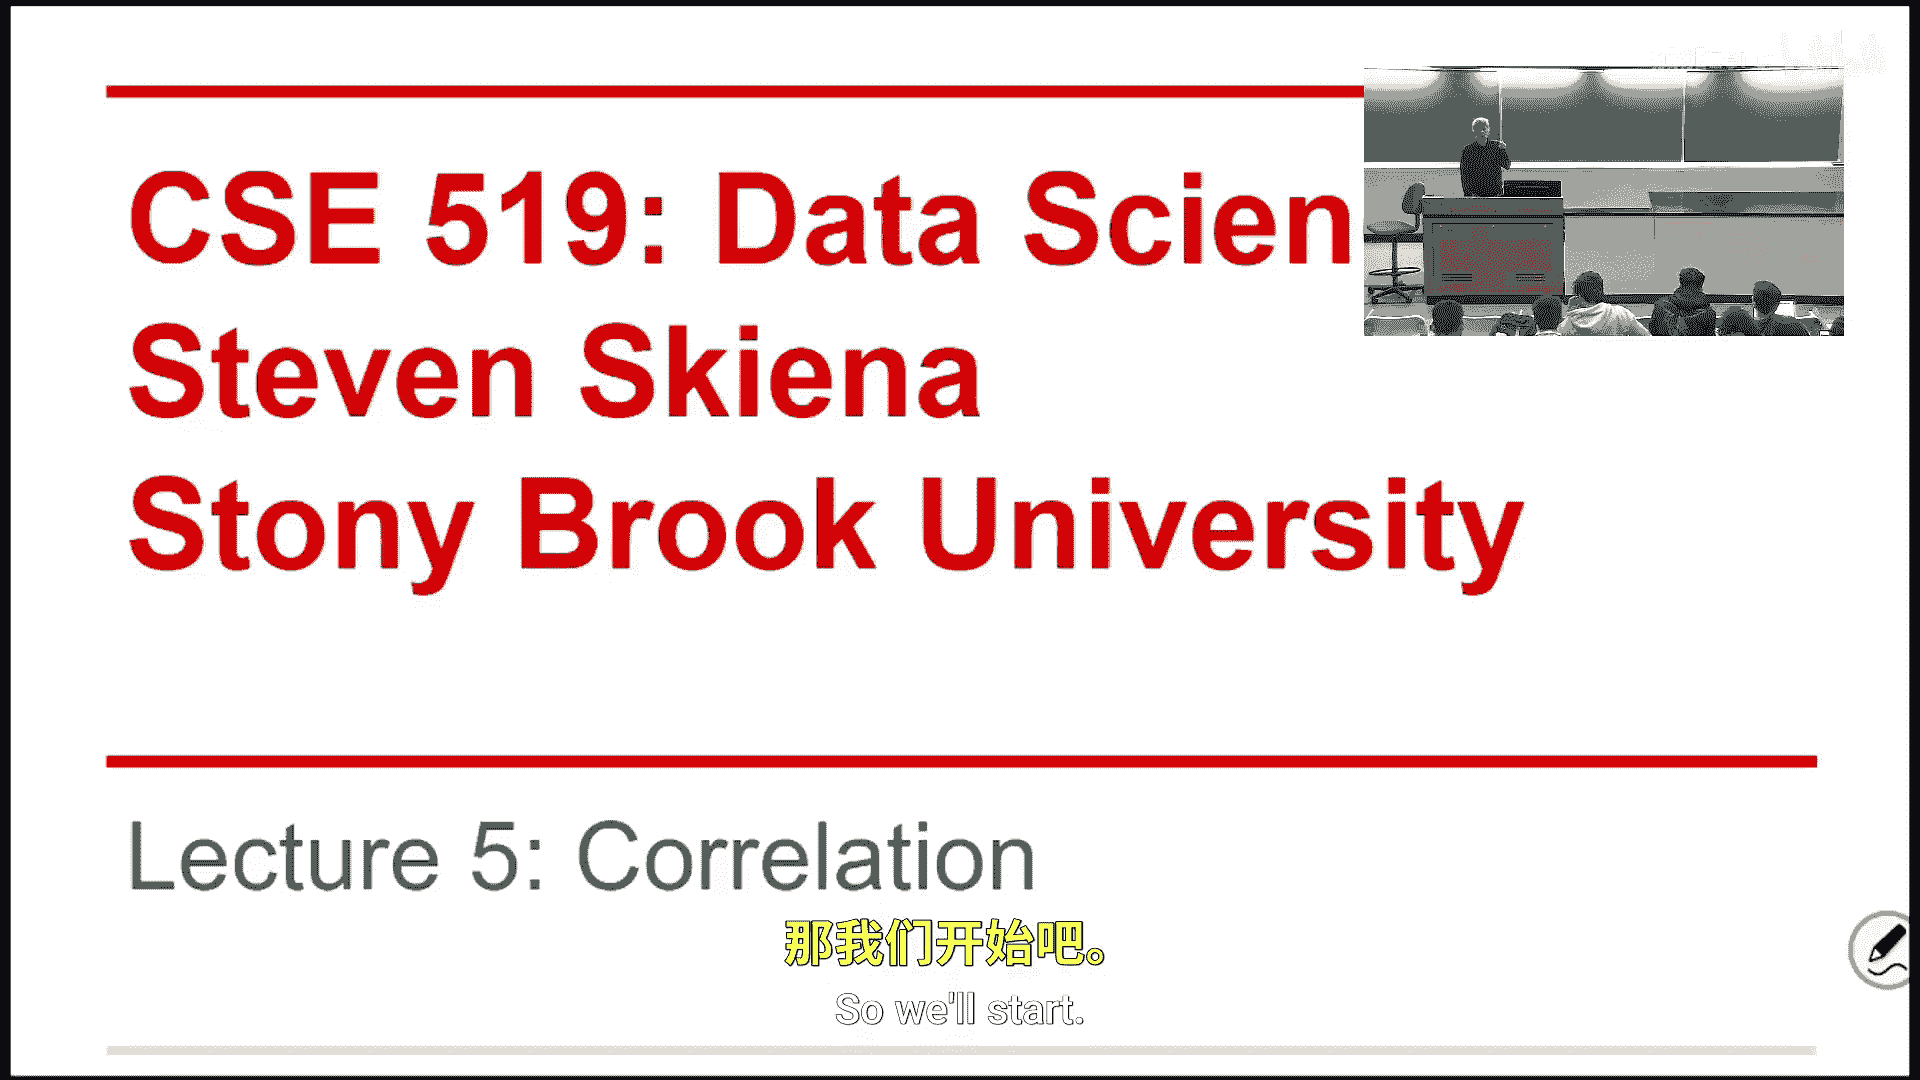 CSE 519: Data Scien
Steven Skiena
Stony Brook University
Lecture 5: Correlation
那我们开始吧。
So we'll start.